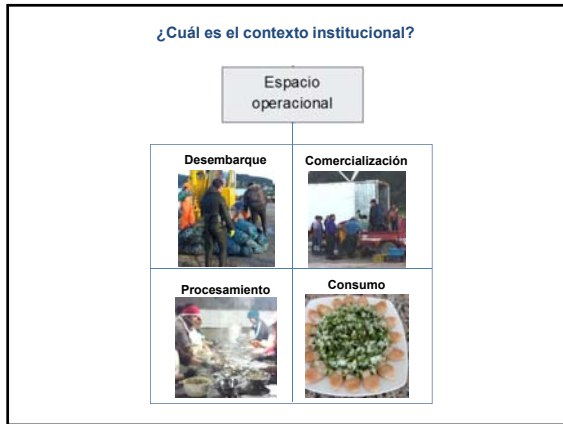 ¿Cuál es el contexto institucional?
Espacio
operacional
Desembarque
Comercialización
Procesamiento
Consumo